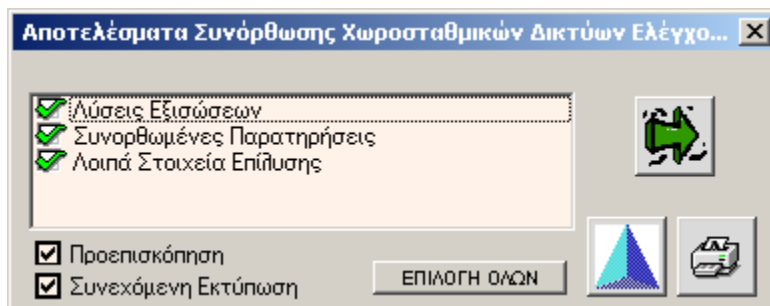 Αποτελέσματα Συνόρθωσης Χωροσταθμικών Δικτύων Ελέγχο...
Λύσεις Εξισώσεων
Συνορθωμένες Παρατηρήσεις
Λοιπά Στοιχεία Επίλυσης
Προεπισκόπηση
Συνεχόμενη Εκτύπωση
ΕΠΙΛΟΓΗ ΟΛΩΝ